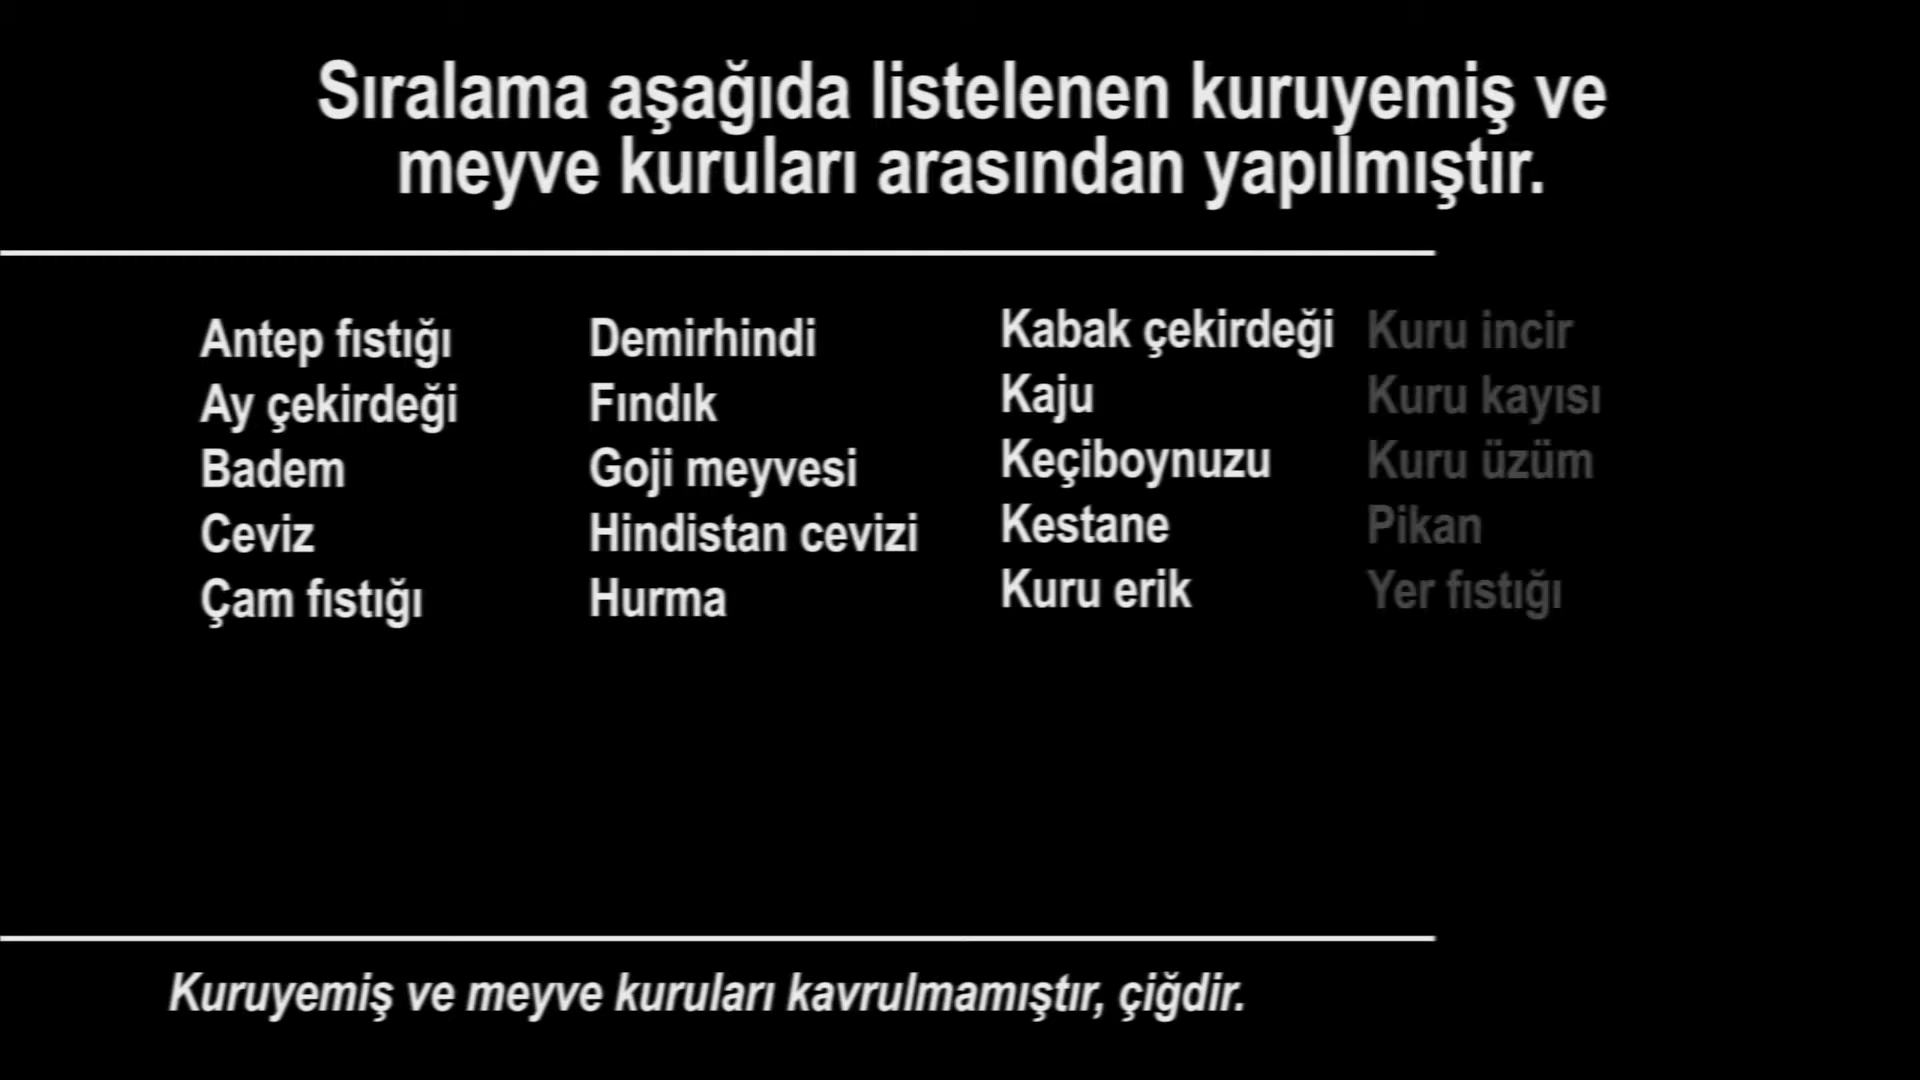 Sıralama aşağıda listelenen kuruyemiş ve
meyve kuruları arasından yapılmıştır.
Antep fıstığı
Ay çekirdeği
Badem
Ceviz
Çam fıstığı
Demirhindi
Fındık
Goji meyvesi
Hindistan cevizi
Hurma
Kabak çekirdeği
Kaju
Keçiboynuzu
Kestane
Kuru erik
Kuru incir
Kuru kayısı
Kuru üzüm
Pikan
Yer fıstığı
Kuruyemiş ve meyve kuruları kavrulmamıştır, çiğdir.